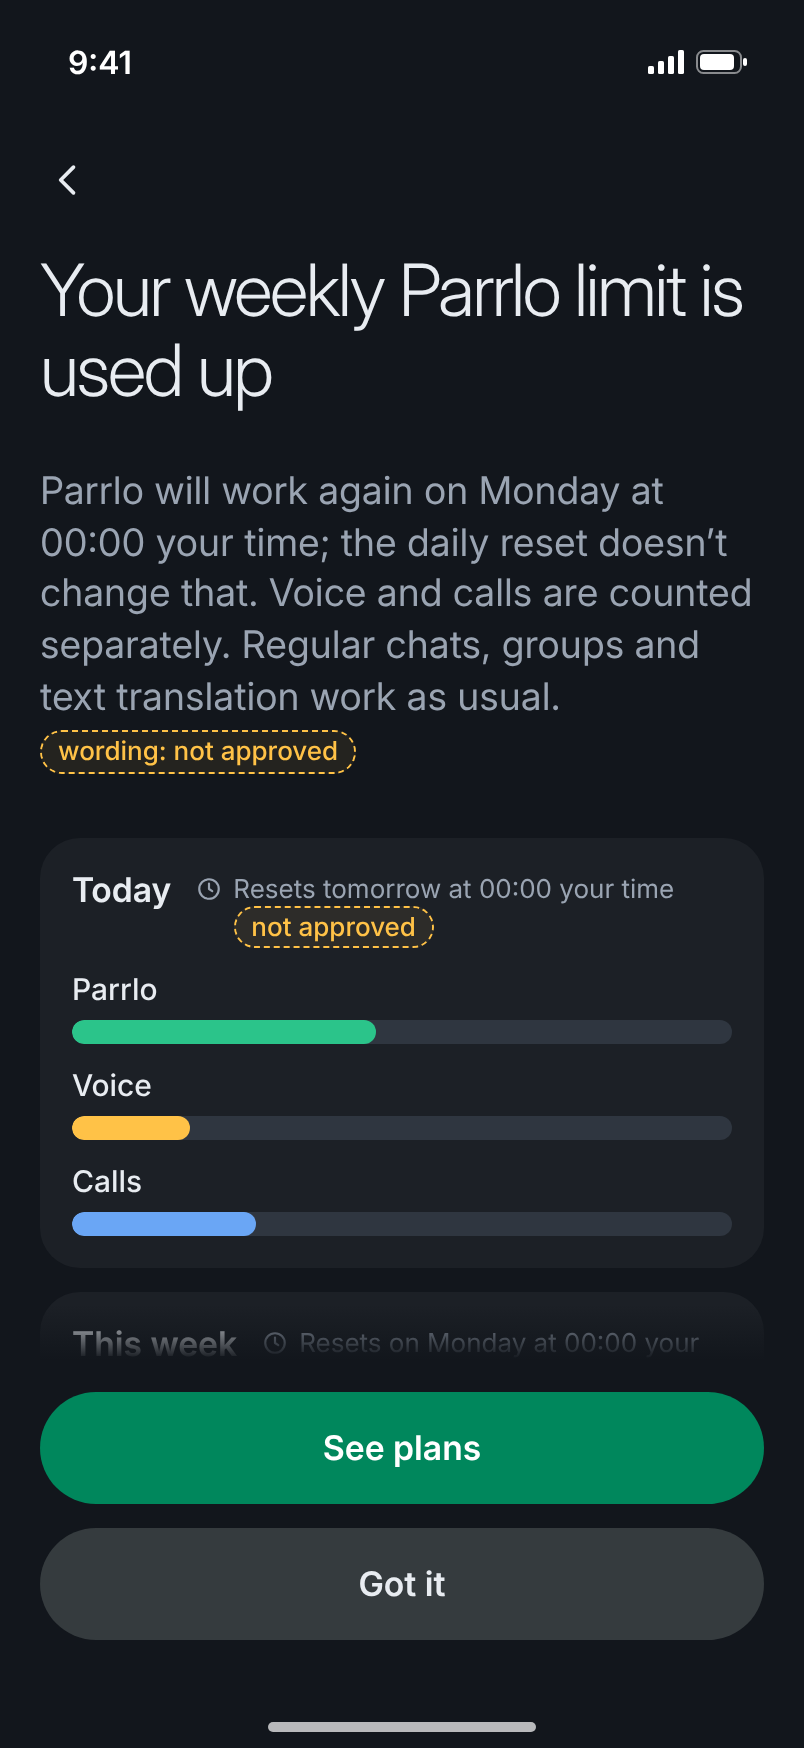 9:41
Your weekly Parrlo limit is
used up
Parrlo will work again on Monday at
00:00 your time; the daily reset doesn’t
change that. Voice and calls are counted
separately. Regular chats, groups and
text translation work as usual.
wording: not approved
Today Resets tomorrow at 00:00 your time
not approved
Parrlo
Voice
Calls
This week Resets on Monday at 00:00 your
See plans
Got it